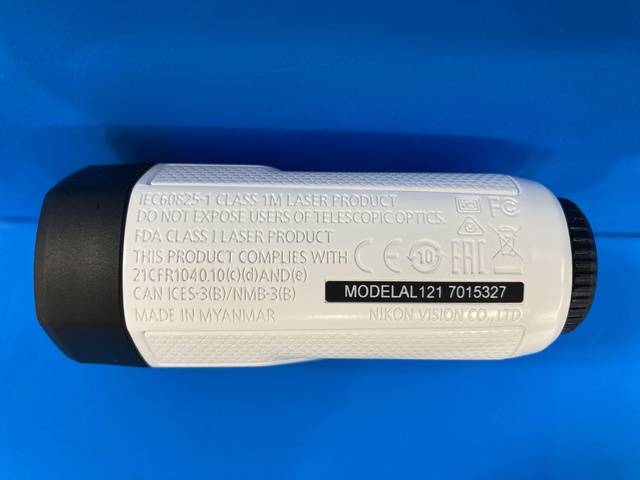 IEC60825-1 CLASS 1M LASER PRODUCT
DO NOT EXPOSE USERS OF TELESCOPIC OPTICS.
FDA CLASS I LASER PRODUCT
THIS PRODUCT COMPLIES WITH
21CFR1040.10(c)(d)AND(e)
CAN ICES-3(B)/NMB-3(B)
MADE IN MYANMAR
FC
CE
10
EAC
MODELAL121 7015327
NIKON VISION CO., LTD